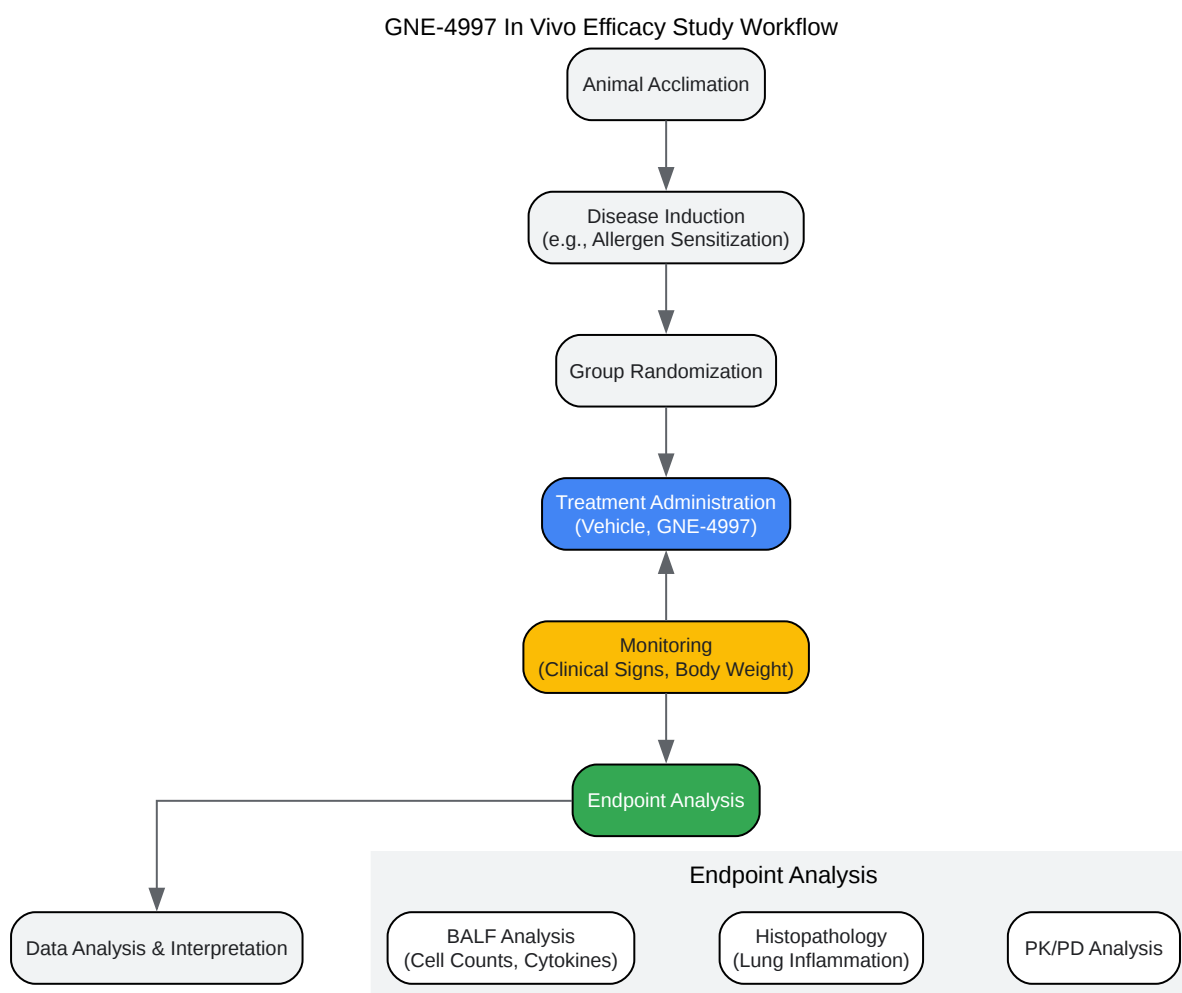 GNE-4997 In Vivo Efficacy Study Workflow
Animal Acclimation
Disease Induction
(e.g., Allergen Sensitization)
Group Randomization
Treatment Administration
(Vehicle, GNE-4997)
Monitoring
(Clinical Signs, Body Weight)
Endpoint Analysis
Endpoint Analysis
Data Analysis & Interpretation
BALF Analysis
(Cell Counts, Cytokines)
Histopathology
(Lung Inflammation)
PK/PD Analysis